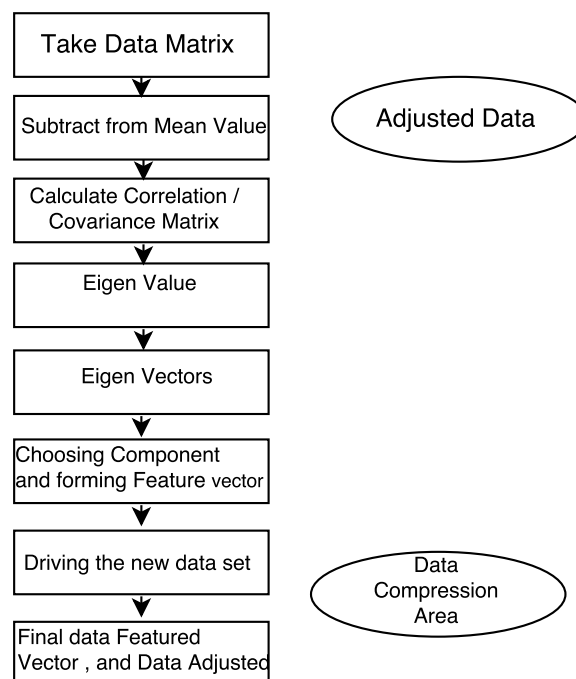 Take Data Matrix
Subtract from Mean Value
Adjusted Data
Calculate Correlation /
Covariance Matrix
Eigen Value
Eigen Vectors
Choosing Component
and forming Feature vector
Driving the new data set
Data
Compression
Area
Final data Featured
Vector , and Data Adjusted